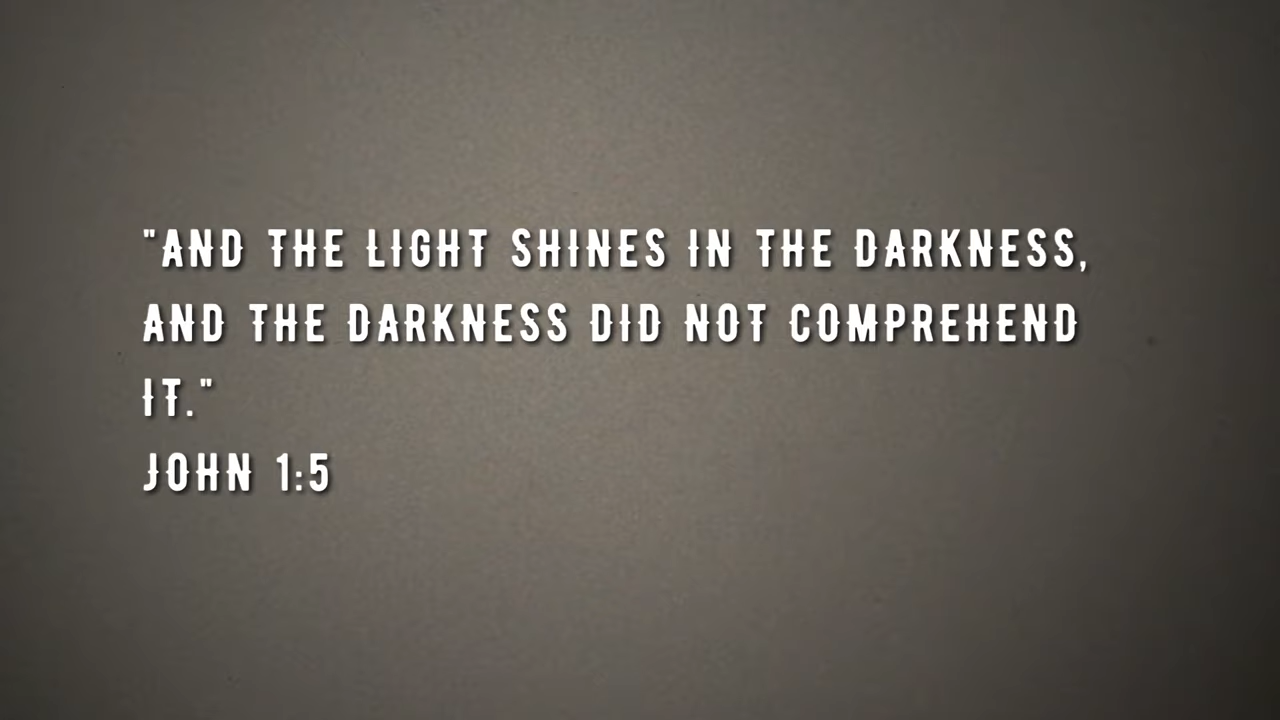 "AND THE LIGHT SHINES IN THE DARKNESS,
AND THE DARKNESS DID NOT COMPREHEND
IT."
JOHN 1:5